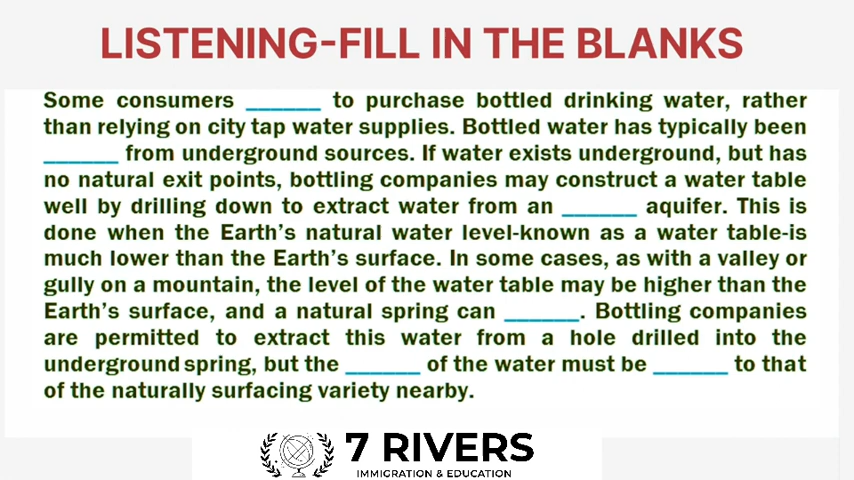 LISTENING-FILL IN THE BLANKS
Some consumers ______ to purchase bottled drinking water, rather
than relying on city tap water supplies. Bottled water has typically been
______ from underground sources. If water exists underground, but has
no natural exit points, bottling companies may construct a water table
well by drilling down to extract water from an ______ aquifer. This is
done when the Earth's natural water level-known as a water table-is
much lower than the Earth's surface. In some cases, as with a valley or
gully on a mountain, the level of the water table may be higher than the
Earth's surface, and a natural spring can ______. Bottling companies
are permitted to extract this water from a hole drilled into the
underground spring, but the ______ of the water must be ______ to that
of the naturally surfacing variety nearby.
7 RIVERS
IMMIGRATION & EDUCATION